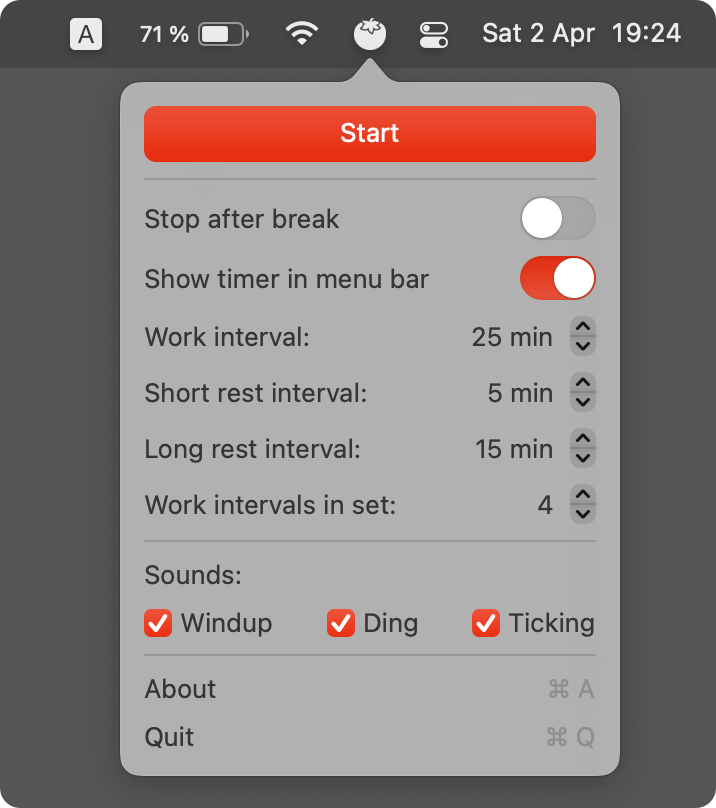 A 71 % Sat 2 Apr 19:24
Start
Stop after break
Show timer in menu bar
Work interval: 25 min
Short rest interval: 5 min
Long rest interval: 15 min
Work intervals in set: 4
Sounds:
Windup Ding Ticking
About ⌘ A
Quit ⌘ Q